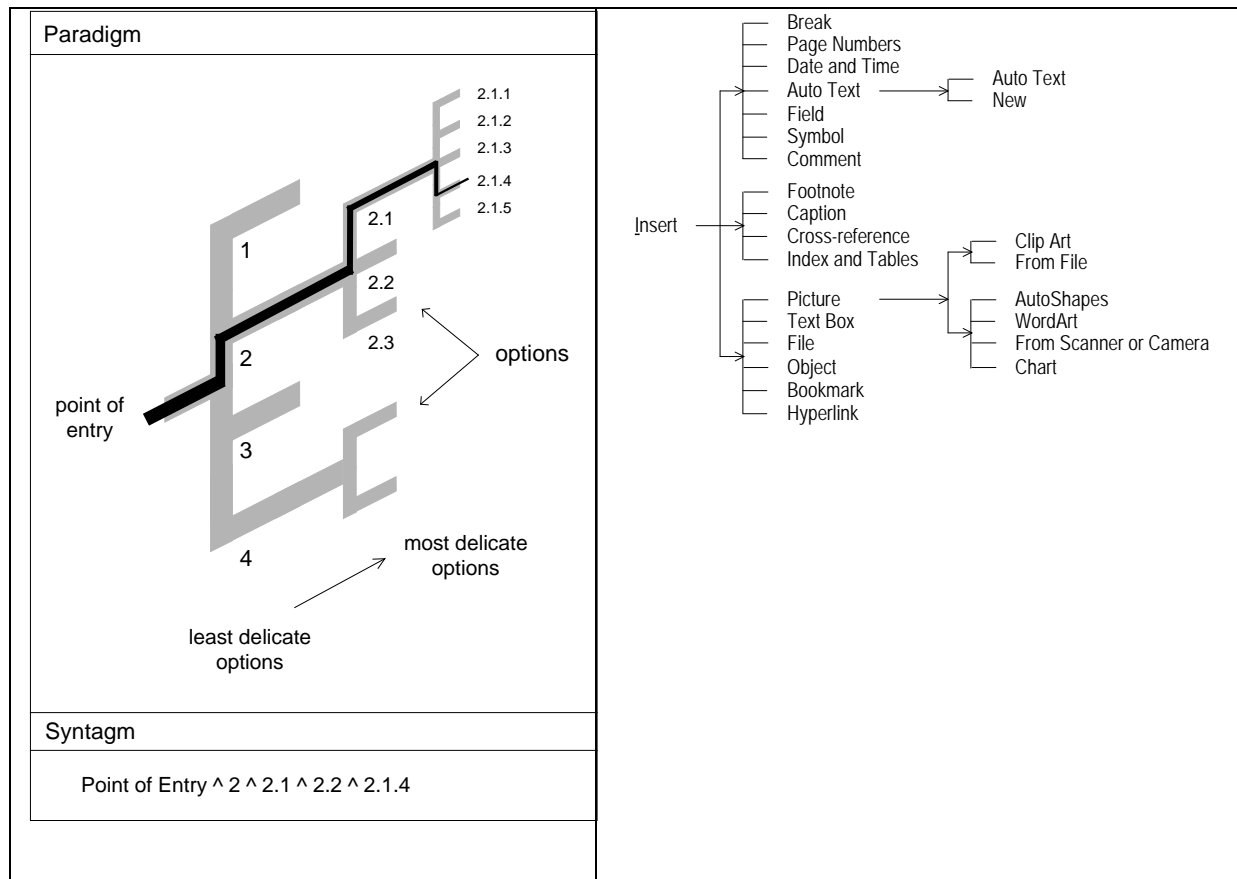 Paradigm
2.1.1
2.1.2
2.1.3
2.1.4
2.1.5
2.1
1
2.2
2.3
2
options
point of
entry
3
4
most delicate
options
least delicate
options
Syntagm
Point of Entry ^ 2 ^ 2.1 ^ 2.2 ^ 2.1.4
Insert
Break
Page Numbers
Date and Time
Auto Text
Field
Symbol
Comment
Auto Text
New
Footnote
Caption
Cross-reference
Index and Tables
Picture
Text Box
File
Object
Bookmark
Hyperlink
Clip Art
From File
AutoShapes
WordArt
From Scanner or Camera
Chart